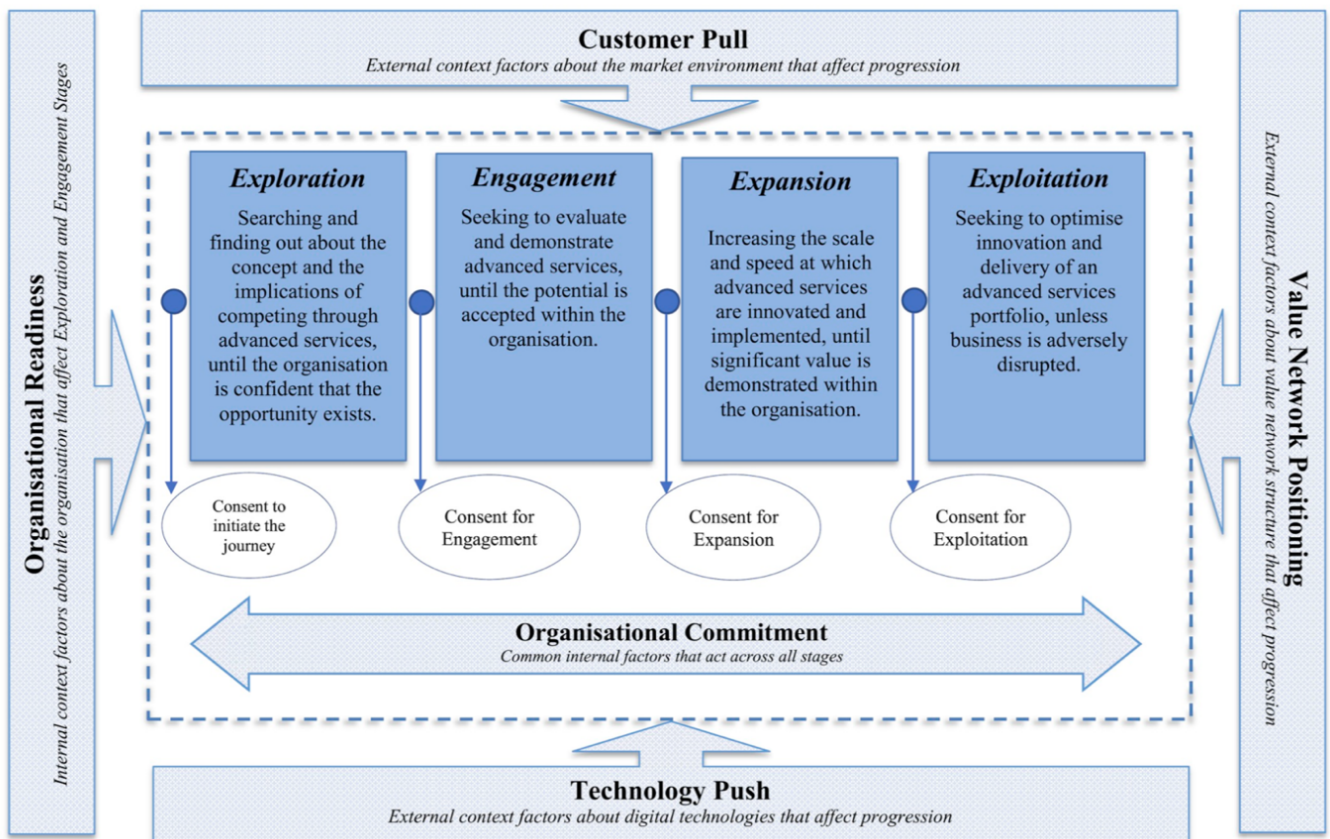 Customer Pull
External context factors about the market environment that affect progression
Organisational Readiness
Internal context factors about the organisation that affect Exploration and Engagement Stages
Exploration
Searching and
finding out about the
concept and the
implications of
competing through
advanced services,
until the organisation
is confident that the
opportunity exists.
Engagement
Seeking to evaluate
and demonstrate
advanced services,
until the potential is
accepted within the
organisation.
Expansion
Increasing the scale
and speed at which
advanced services
are innovated and
implemented, until
significant value is
demonstrated within
the organisation.
Exploitation
Seeking to optimise
innovation and
delivery of an
advanced services
portfolio, unless
business is adversely
disrupted.
Consent to
initiate the
journey
Consent for
Engagement
Consent for
Expansion
Consent for
Exploitation
Organisational Commitment
Common internal factors that act across all stages
Value Network Positioning
External context factors about value network structure that affect progression
Technology Push
External context factors about digital technologies that affect progression